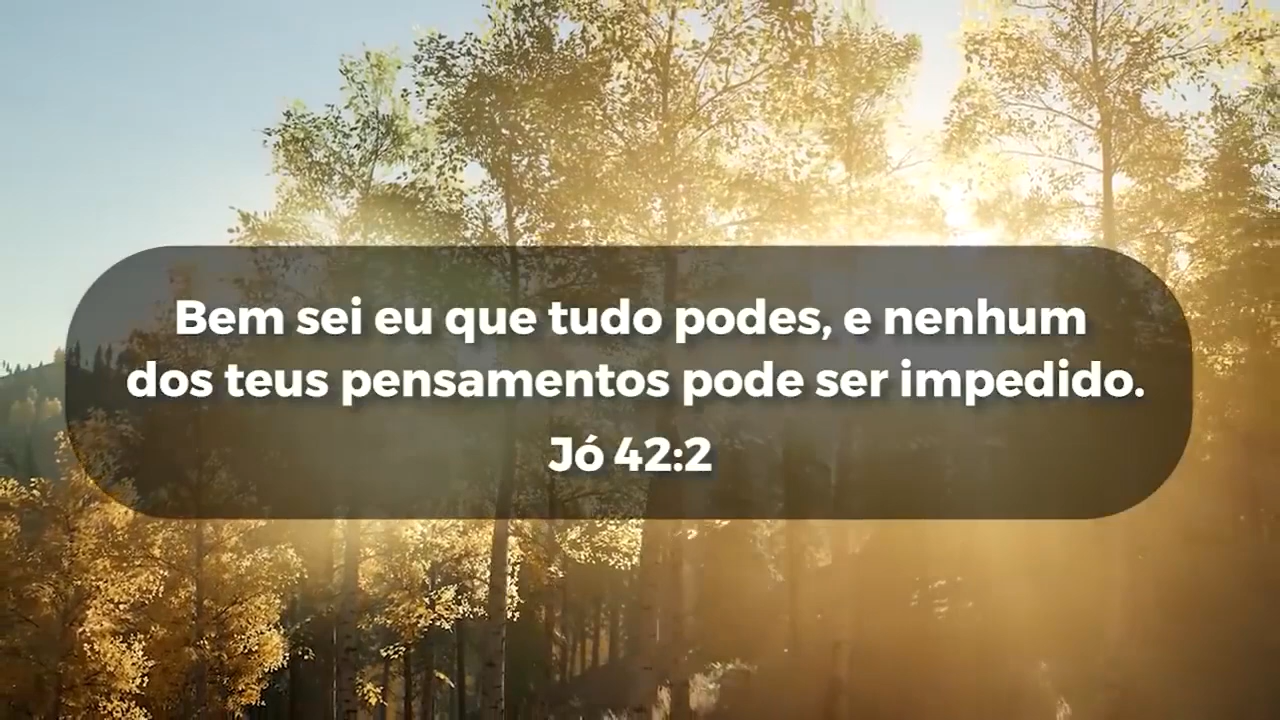 Bem sei eu que tudo podes, e nenhum
dos teus pensamentos pode ser impedido.
Jó 42:2